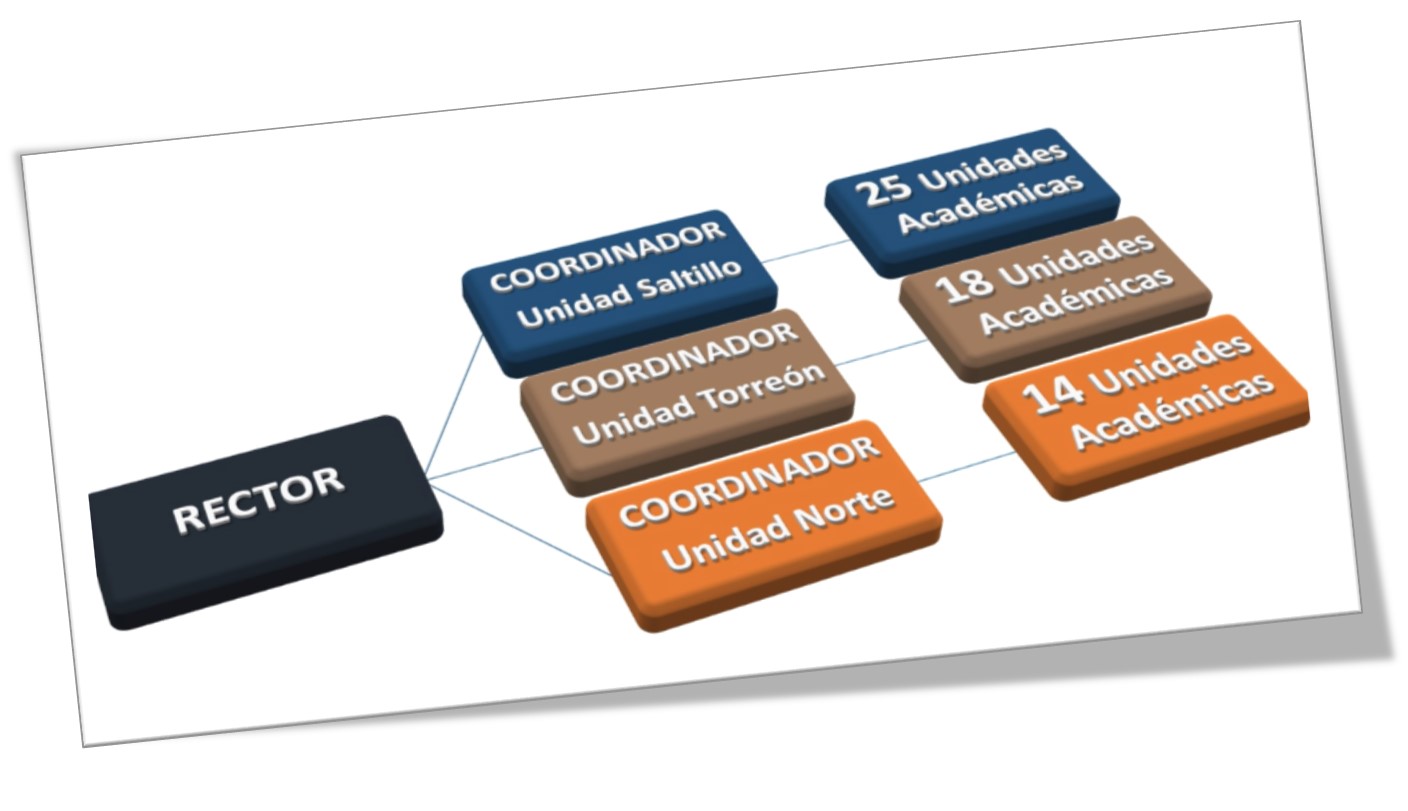 RECTOR
COORDINADOR
Unidad Saltillo
25 Unidades
Académicas
COORDINADOR
Unidad Torreón
18 Unidades
Académicas
COORDINADOR
Unidad Norte
14 Unidades
Académicas